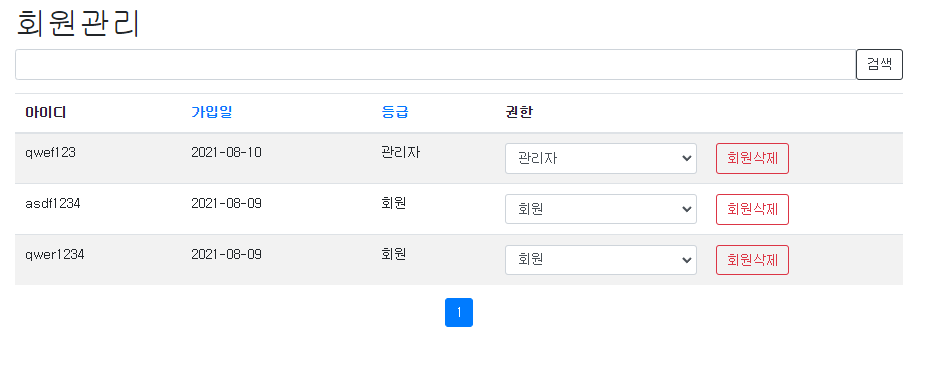 회원관리
검색
아이디 가입일 등급 권한
qwef123 2021-08-10 관리자 관리자 회원삭제
asdf1234 2021-08-09 회원 회원 회원삭제
qwer1234 2021-08-09 회원 회원 회원삭제
1